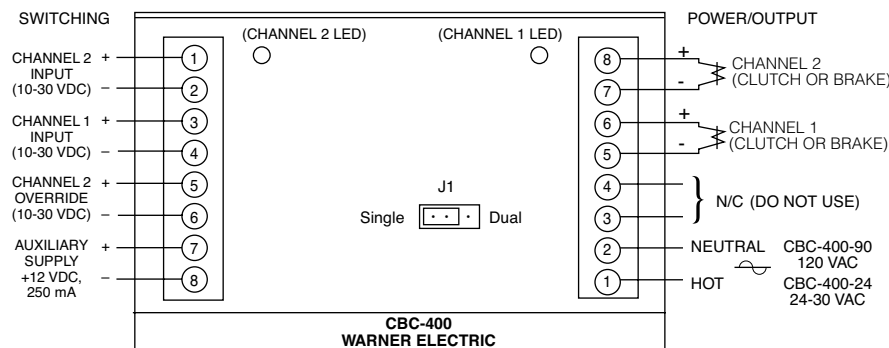 SWITCHING
POWER/OUTPUT
(CHANNEL 2 LED)
(CHANNEL 1 LED)
CHANNEL 2 +
INPUT
(10-30 VDC) –
1
2
CHANNEL 1 +
INPUT
(10-30 VDC) –
3
4
CHANNEL 2 +
OVERRIDE
(10-30 VDC) –
5
6
AUXILIARY +
SUPPLY
+12 VDC, –
250 mA
7
8
J1
Single
Dual
8
+
7
-
CHANNEL 2
(CLUTCH OR BRAKE)
6
+
5
-
CHANNEL 1
(CLUTCH OR BRAKE)
4
3
N/C (DO NOT USE)
2
NEUTRAL
1
HOT
CBC-400-90
120 VAC
CBC-400-24
24-30 VAC
CBC-400
WARNER ELECTRIC